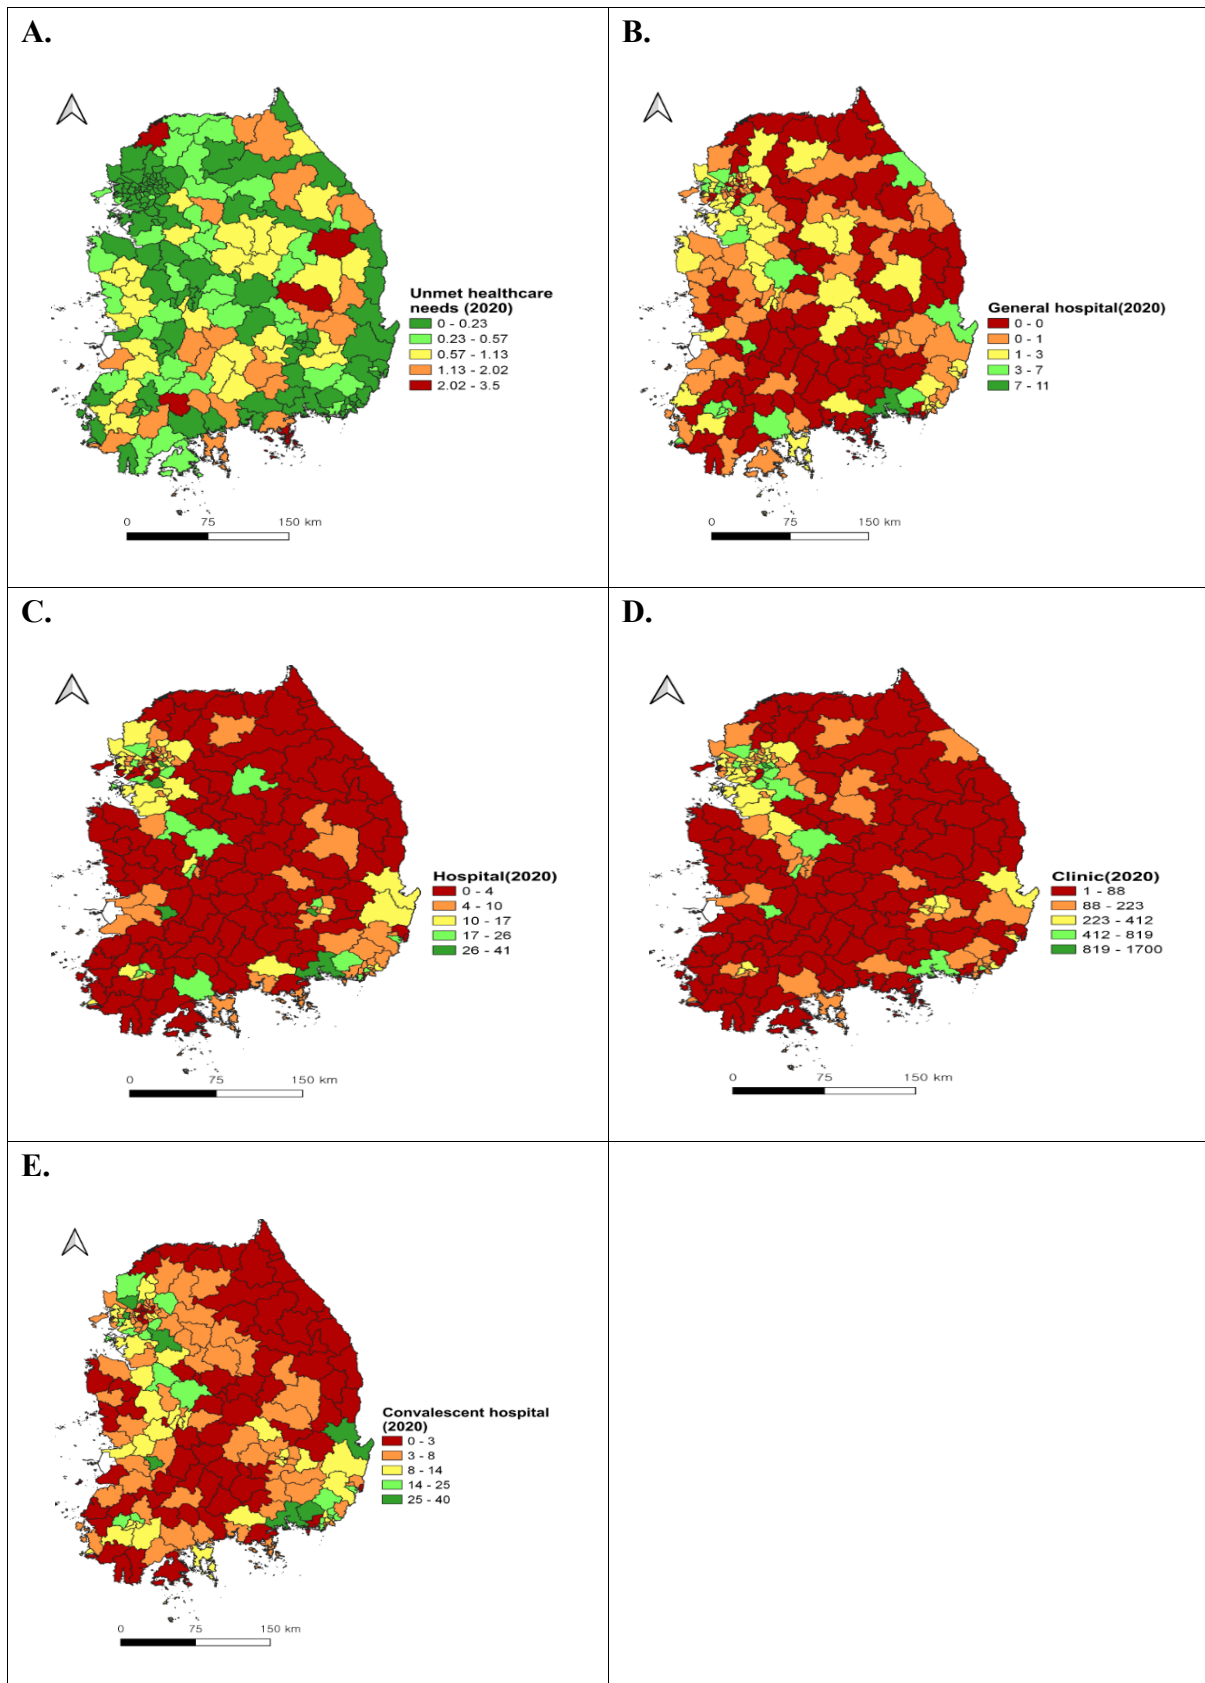 A.
Unmet healthcare
needs (2020)
0 - 0.23
0.23 - 0.57
0.57 - 1.13
1.13 - 2.02
2.02 - 3.5
0 75 150 km
B.
General hospital(2020)
0 - 0
0 - 1
1 - 3
3 - 7
7 - 11
0 75 150 km
C.
Hospital(2020)
0 - 4
4 - 10
10 - 17
17 - 26
26 - 41
0 75 150 km
D.
Clinic(2020)
1 - 88
88 - 223
223 - 412
412 - 819
819 - 1700
0 75 150 km
E.
Convalescent hospital
(2020)
0 - 3
3 - 8
8 - 14
14 - 25
25 - 40
0 75 150 km